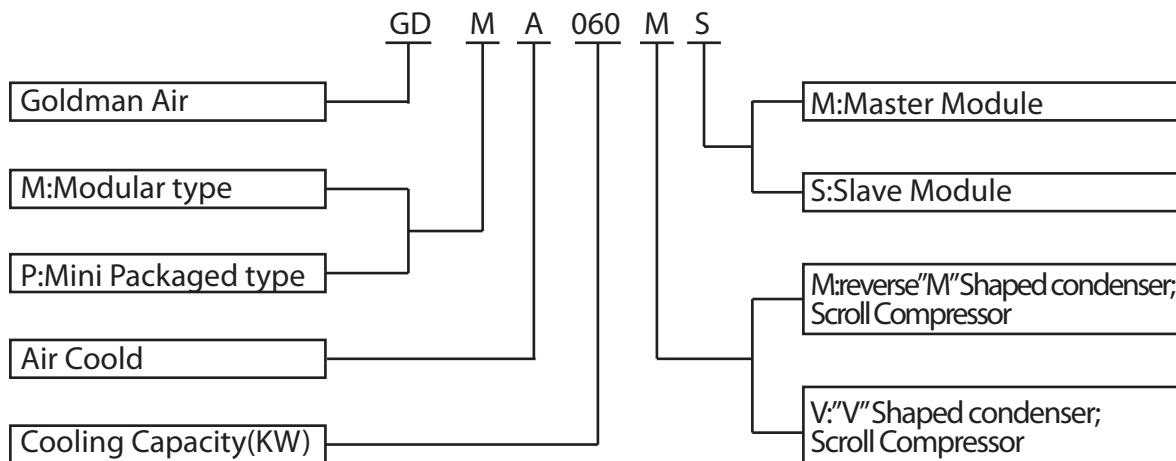 GD M A 060 M S
Goldman Air
M:Modular type
P:Mini Packaged type
Air Coold
Cooling Capacity(KW)
M:Master Module
S:Slave Module
M:reverse"M"Shaped condenser;
Scroll Compressor
V:"V"Shaped condenser;
Scroll Compressor